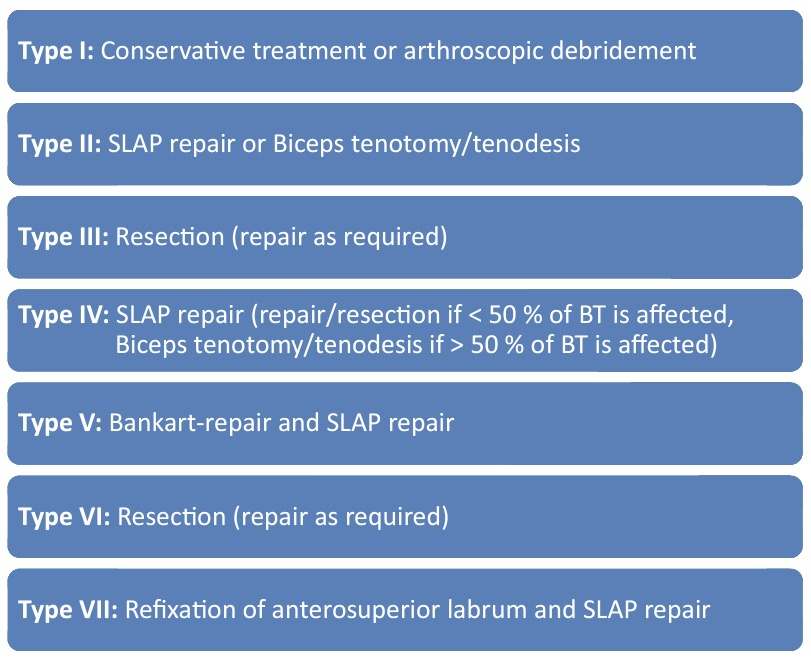 Type I: Conservative treatment or arthroscopic debridement
Type II: SLAP repair or Biceps tenotomy/tenodesis
Type III: Resection (repair as required)
Type IV: SLAP repair (repair/resection if < 50 % of BT is affected,
Biceps tenotomy/tenodesis if > 50 % of BT is affected)
Type V: Bankart-repair and SLAP repair
Type VI: Resection (repair as required)
Type VII: Refixation of anterosuperior labrum and SLAP repair